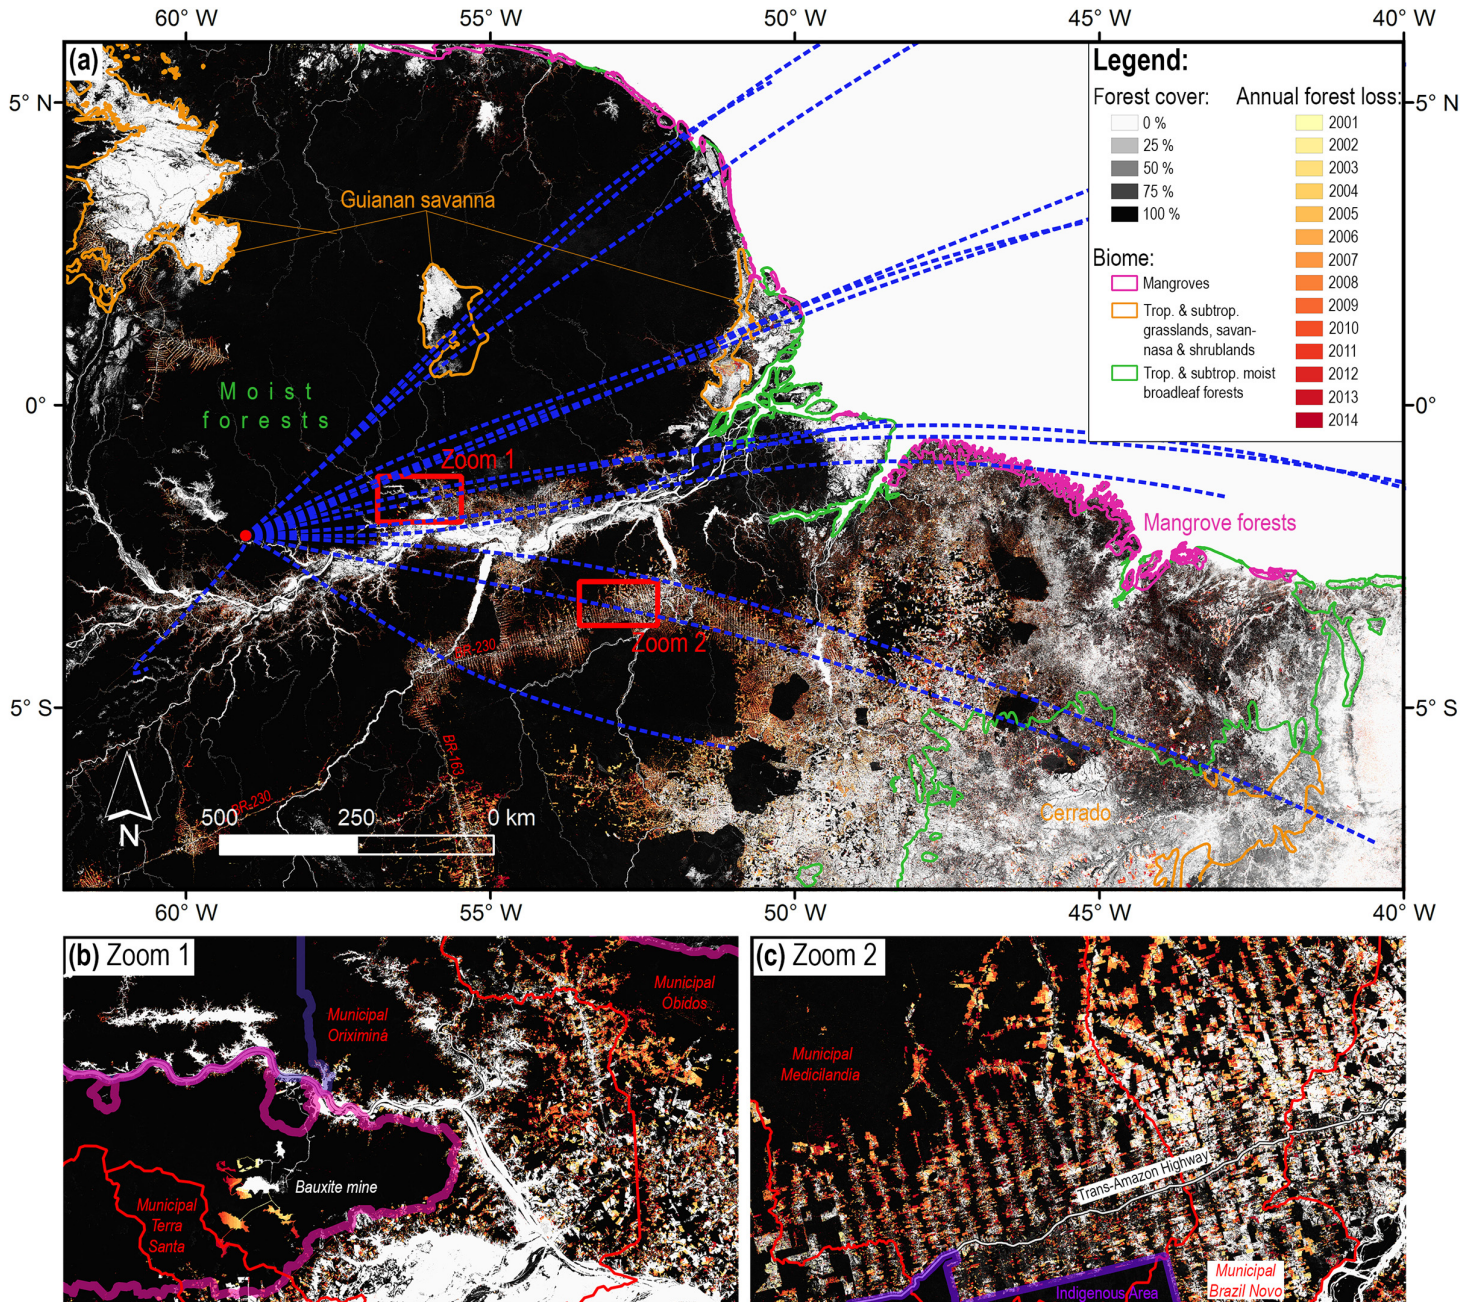 60° W
55° W
50° W
45° W
40° W
(a)
5° N
0°
5° S
5° N
0°
5° S
Legend:
Forest cover:
0 %
25 %
50 %
75 %
100 %
Annual forest loss:
2001
2002
2003
2004
2005
2006
2007
2008
2009
2010
2011
2012
2013
2014
Biome:
Mangroves
Trop. & subtrop.
grasslands, savan-
nasa & shrublands
Trop. & subtrop. moist
broadleaf forests
Guianan savanna
Moist
forests
Zoom 1
Mangrove forests
Zoom 2
BR-230
BR-163
BR-230
Cerrado
N
500
250
0 km
60° W
55° W
50° W
45° W
40° W
(b) Zoom 1
Municipal
Oriximiná
Municipal
Óbidos
Bauxite mine
Municipal
Terra
Santa
(c) Zoom 2
Municipal
Medicilandia
Trans-Amazon Highway
Indigenous Area
Municipal
Brazil Novo